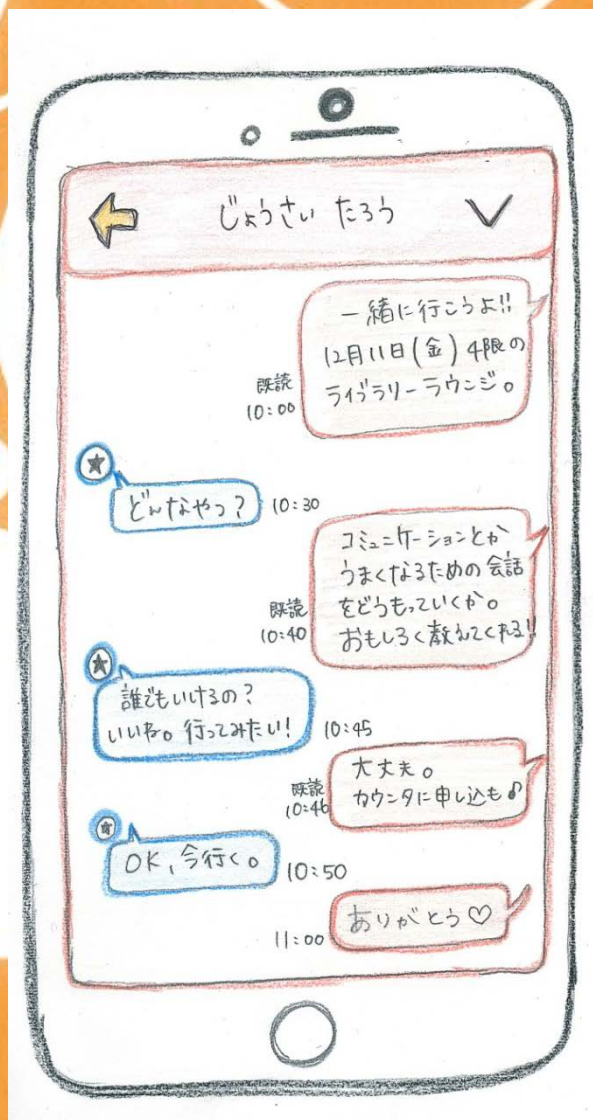 じょうさい たろう
一緒に行こうよ!!
12月11日(金) 4限の
ライブラリーラウンジ。
既読
10:00
どんなやつ?
10:30
コミュニケーションとか
うまくなるための会話
をどうもっていくか。
おもしろく教えてくれる!!
既読
10:40
誰でもいけるの?
いいね。行ってみたい!
10:45
大丈夫。
カウンタに申し込も♪
既読
10:46
OK,今行く。
10:50
ありがとう♡
11:00